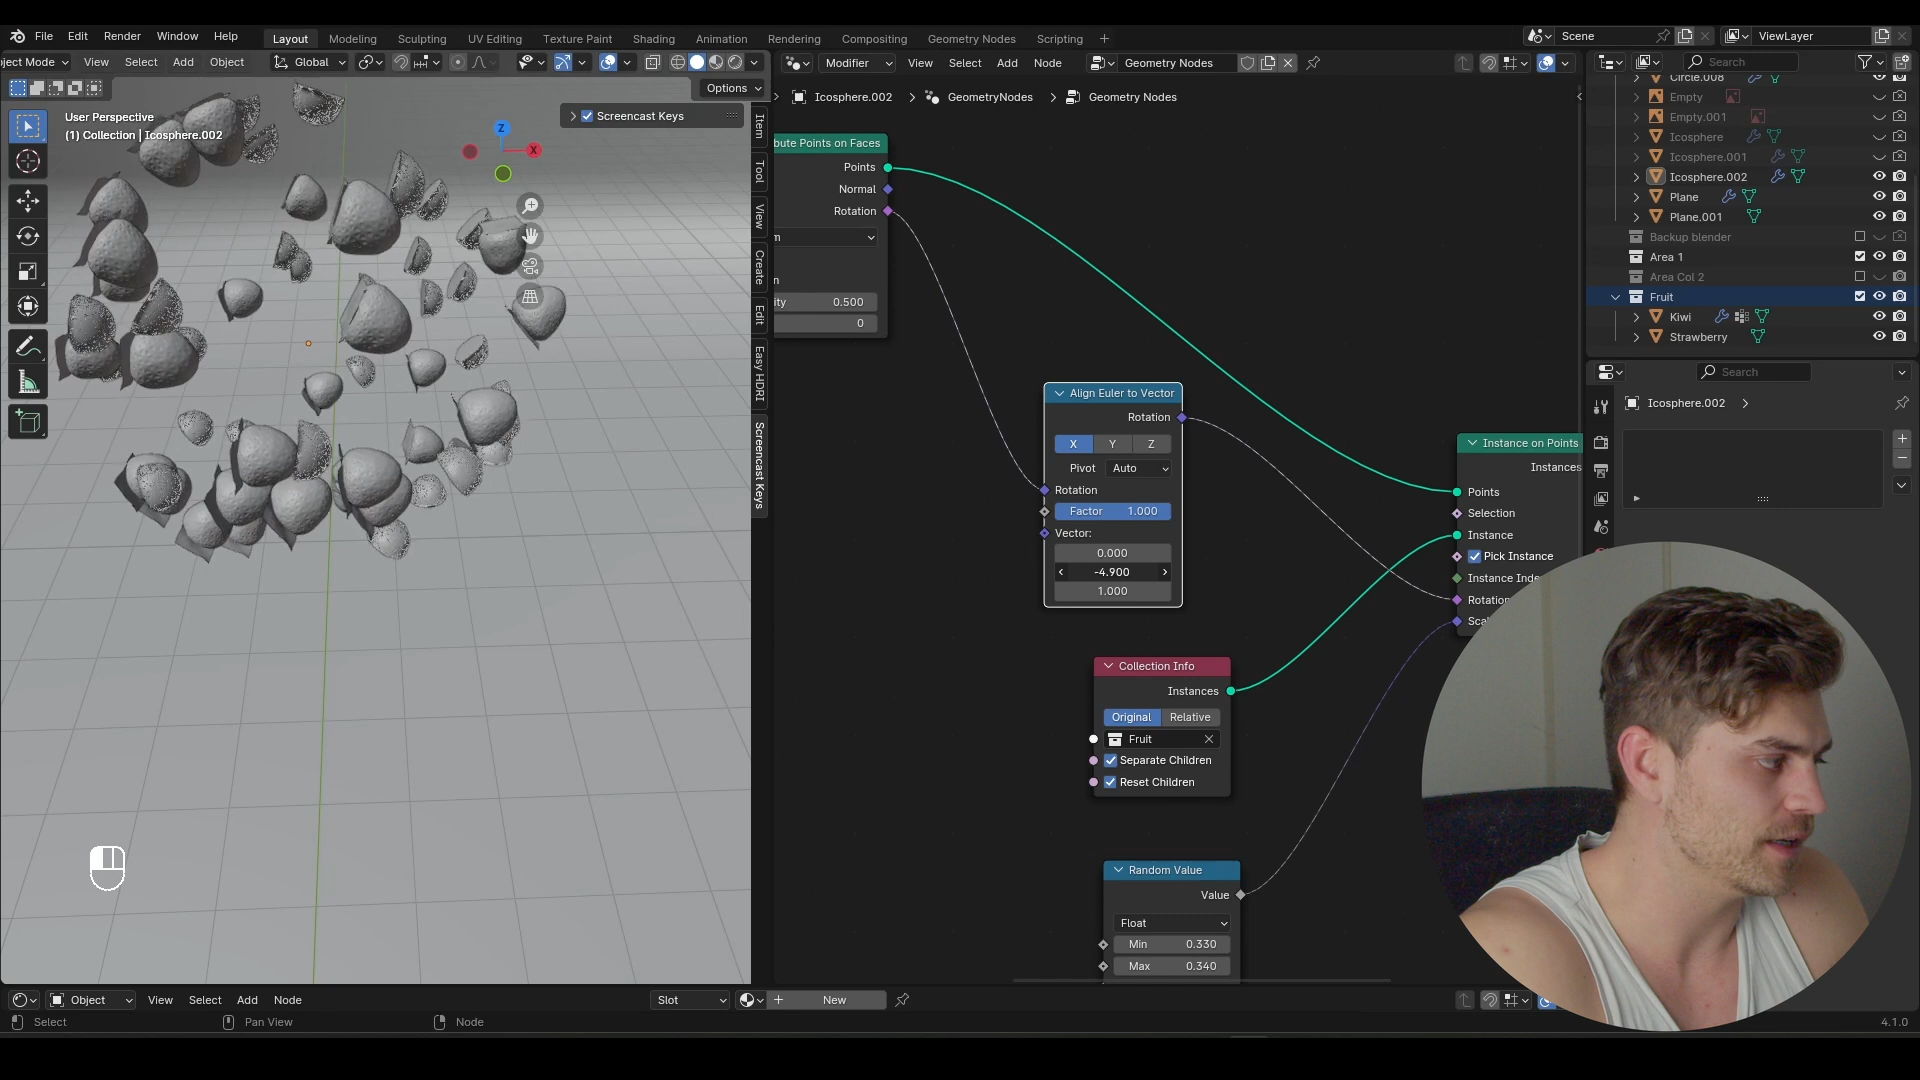 File Edit Render Window Help Layout Modeling Sculpting UV Editing Texture Paint Shading Animation Rendering Compositing Geometry Nodes Scripting + Scene ViewLayer
ject Mode View Select Add Object Global Modifier View Select Add Node Geometry Nodes Search
Options
Icosphere.002 > GeometryNodes > Geometry Nodes
User Perspective
(1) Collection | Icosphere.002
Screencast Keys
Z
X
Item
Tool
View
Create
Edit
Easy HDRI
Screencast Keys
bute Points on Faces
Points
Normal
Rotation
m
n
ity 0.500
0
Align Euler to Vector
Rotation
X Y Z
Pivot Auto
Rotation
Factor 1.000
Vector:
0.000
-4.900
1.000
Collection Info
Instances
Original Relative
Fruit
Separate Children
Reset Children
Random Value
Value
Float
Min 0.330
Max 0.340
Instance on Points
Instances
Points
Selection
Instance
Pick Instance
Instance Inde
Rotation
Sca
Circle.008
Empty
Empty.001
Icosphere
Icosphere.001
Icosphere.002
Plane
Plane.001
Backup blender
Area 1
Area Col 2
Fruit
Kiwi
Strawberry
Search
Icosphere.002 >
Object View Select Add Node Slot New
Select Pan View Node 4.1.0